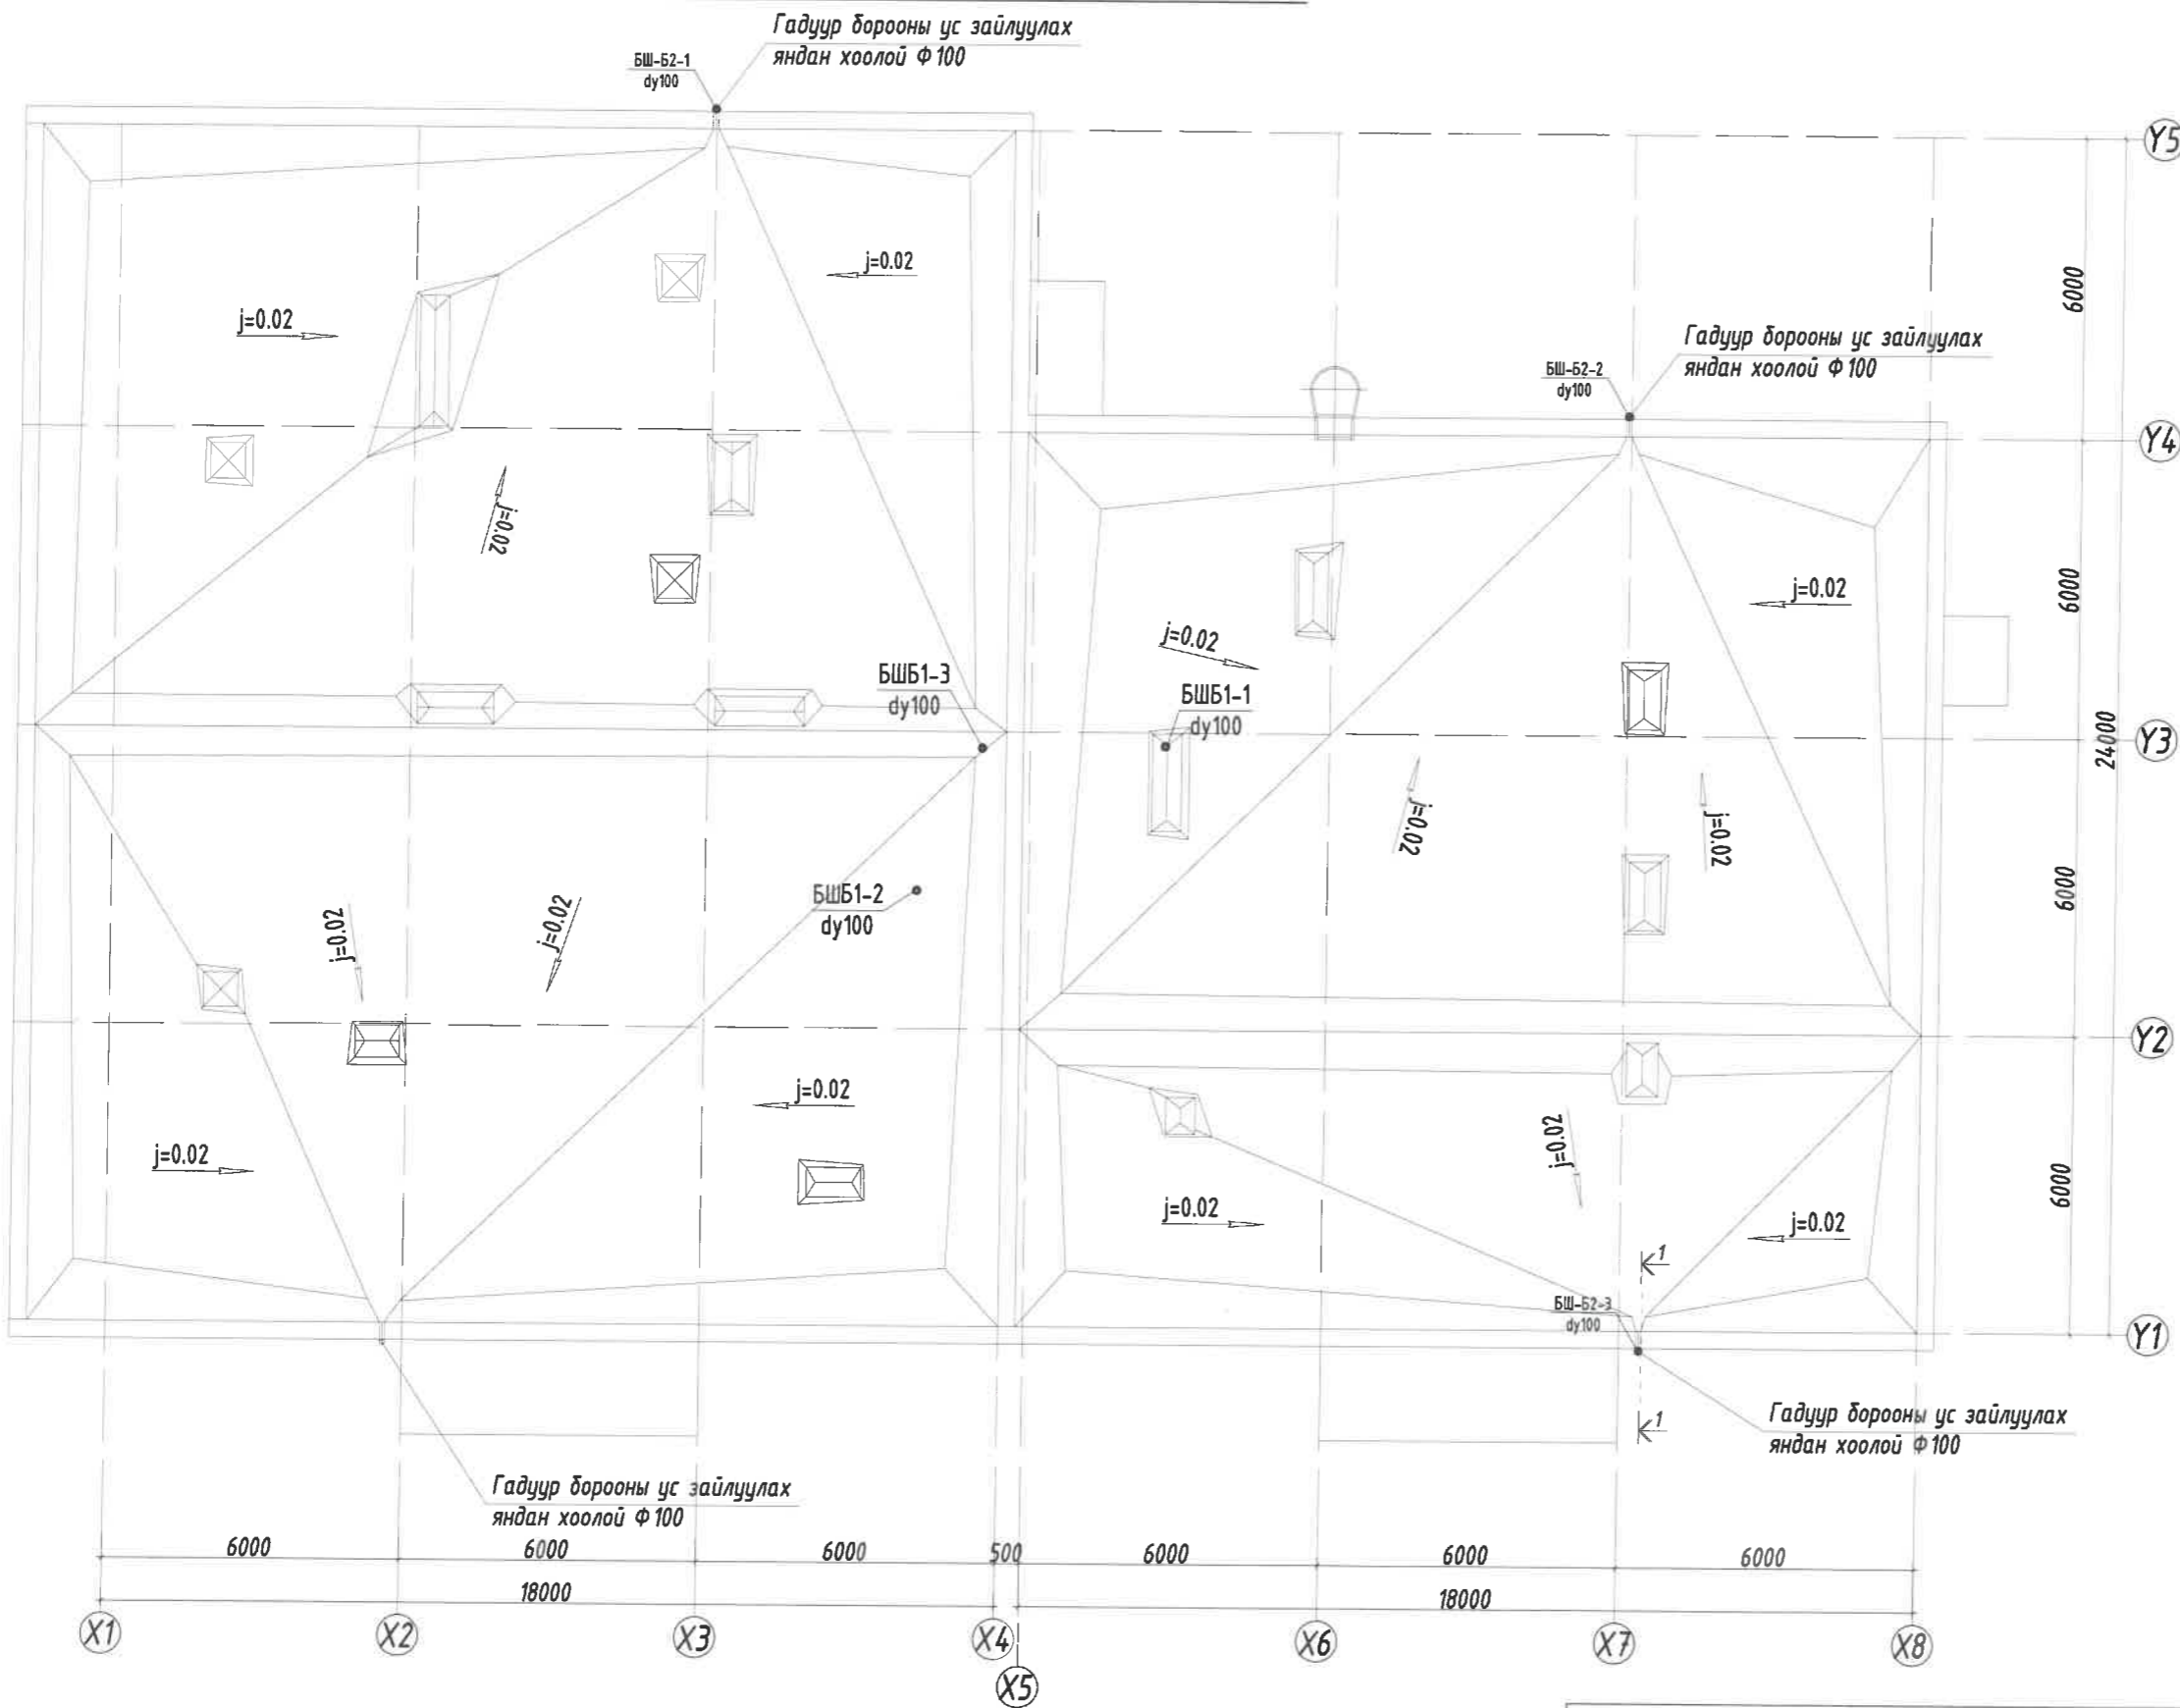 Гадуур борооны ус зайлуулах
яндан хоолой Ф100
БШ-Б2-1
dy100
Y5
j=0.02
6000
j=0.02
Гадуур борооны ус зайлуулах
яндан хоолой Ф100
БШ-Б2-2
dy100
Y4
j=0.02
j=0.02
6000
j=0.02
БШБ1-3
dy100
БШБ1-1
dy100
24000
Y3
j=0.02
j=0.02
БШБ1-2
dy100
6000
j=0.02
j=0.02
Y2
j=0.02
j=0.02
j=0.02
6000
j=0.02
j=0.02
1
БШ-Б2-3
dy100
Y1
Гадуур борооны ус зайлуулах
яндан хоолой Ф100
1
Гадуур борооны ус зайлуулах
яндан хоолой Ф100
6000 6000 6000 500 6000 6000 6000
18000 18000
X1 X2 X3 X4 X6 X7 X8
X5